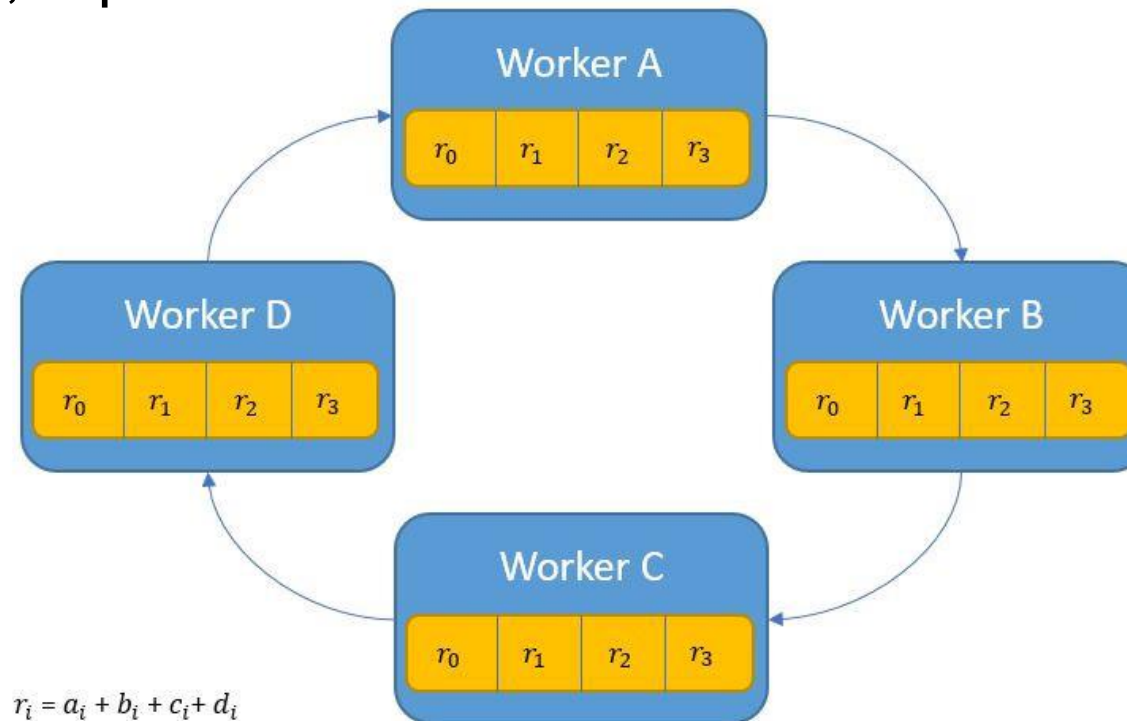 Worker A
r₀ r₁ r₂ r₃
Worker D
r₀ r₁ r₂ r₃
Worker B
r₀ r₁ r₂ r₃
Worker C
r₀ r₁ r₂ r₃
rᵢ = aᵢ + bᵢ + cᵢ+ dᵢ